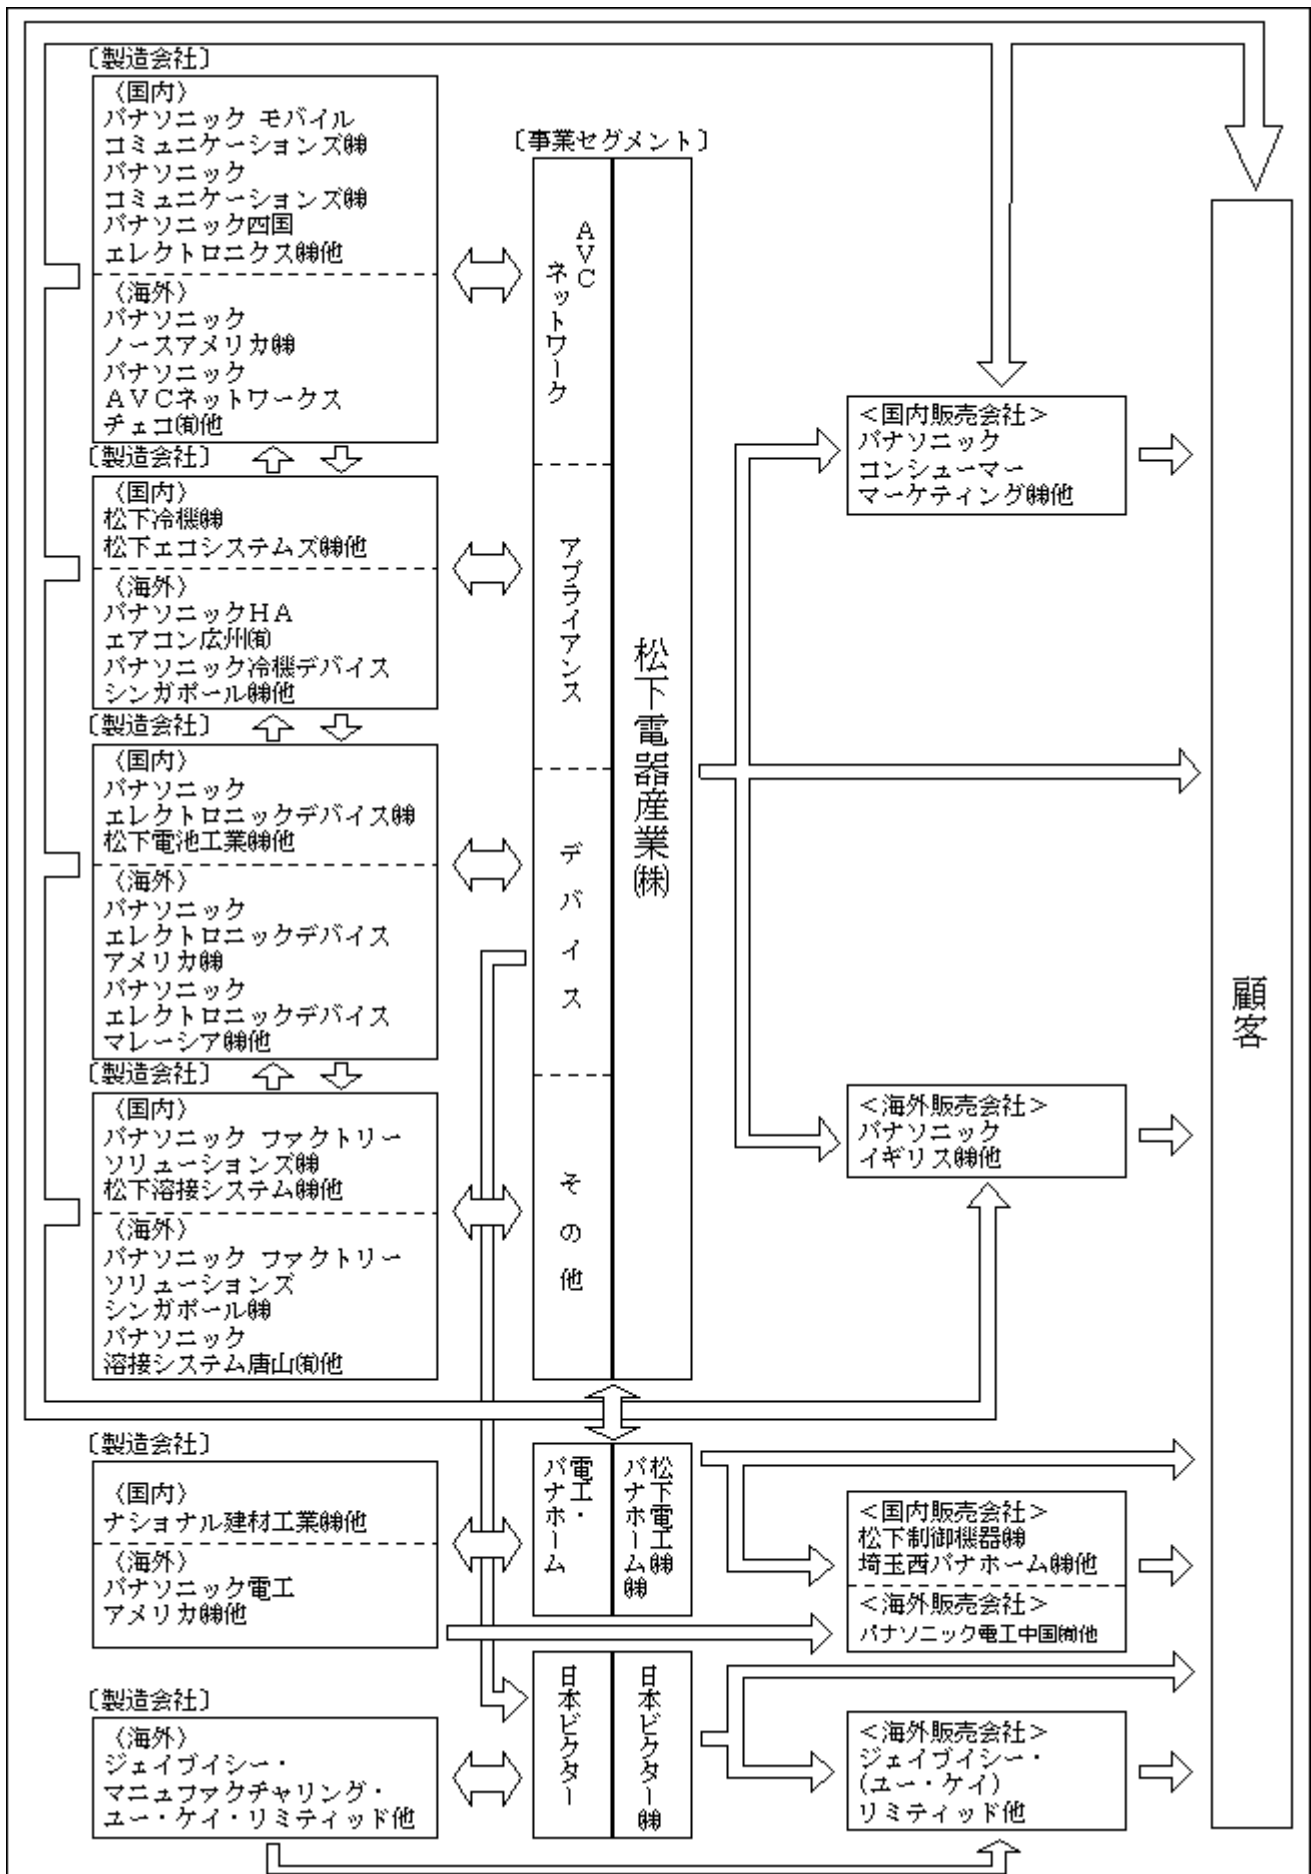 〔製造会社〕
〈国内〉
パナソニック モバイル
コミュニケーションズ㈱
パナソニック
コミュニケーションズ㈱
パナソニック四国
エレクトロニクス㈱他
〈海外〉
パナソニック
ノースアメリカ㈱
パナソニック
ＡＶＣネットワークス
チェコ㈲他
〔製造会社〕
〈国内〉
松下冷機㈱
松下エコシステムズ㈱他
〈海外〉
パナソニックＨＡ
エアコン広州㈲
パナソニック冷機デバイス
シンガポール㈱他
〔製造会社〕
〈国内〉
パナソニック
エレクトロニックデバイス㈱
松下電池工業㈱他
〈海外〉
パナソニック
エレクトロニックデバイス
アメリカ㈱
パナソニック
エレクトロニックデバイス
マレーシア㈱他
〔製造会社〕
〈国内〉
パナソニック ファクトリー
ソリューションズ㈱
松下溶接システム㈱他
〈海外〉
パナソニック ファクトリー
ソリューションズ
シンガポール㈱
パナソニック
溶接システム唐山㈲他
〔製造会社〕
〈国内〉
ナショナル建材工業㈱他
〈海外〉
パナソニック電工
アメリカ㈱他
〔製造会社〕
〈海外〉
ジェイブイシー・
マニュファクチャリング・
ユー・ケイ・リミティッド他
〔事業セグメント〕
ＡＶＣ
ネットワーク
アプライアンス
デバイス
その他
松下電器産業㈱
電工・
パナホーム
松下電工㈱
パナホーム㈱
日本ビクター
日本ビクター㈱
＜国内販売会社＞
パナソニック
コンシューマー
マーケティング㈱他
＜海外販売会社＞
パナソニック
イギリス㈱他
＜国内販売会社＞
松下制御機器㈱
埼玉西パナホーム㈱他
＜海外販売会社＞
パナソニック電工中国㈲他
＜海外販売会社＞
ジェイブイシー・
(ユー・ケイ)
リミティッド他
顧客